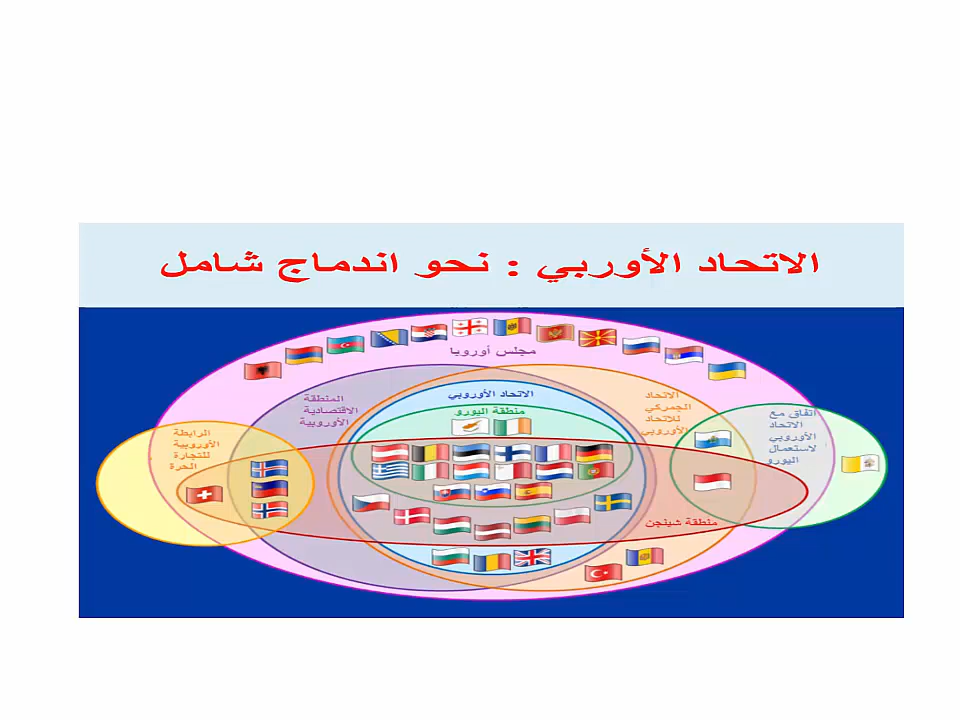 الاتحاد الأوربي : نحو اندماج شامل
مجلس أوروبا
المنطقة
الاقتصادية
الأوروبية
الاتحاد الأوروبي
منطقة اليورو
الاتحاد
الجمركي
للاتحاد
الأوروبي
اتفاق مع
الاتحاد
الأوروبي
لاستعمال
اليورو
الرابطة
الأوروبية
للتجارة
الحرة
منطقة شينجن